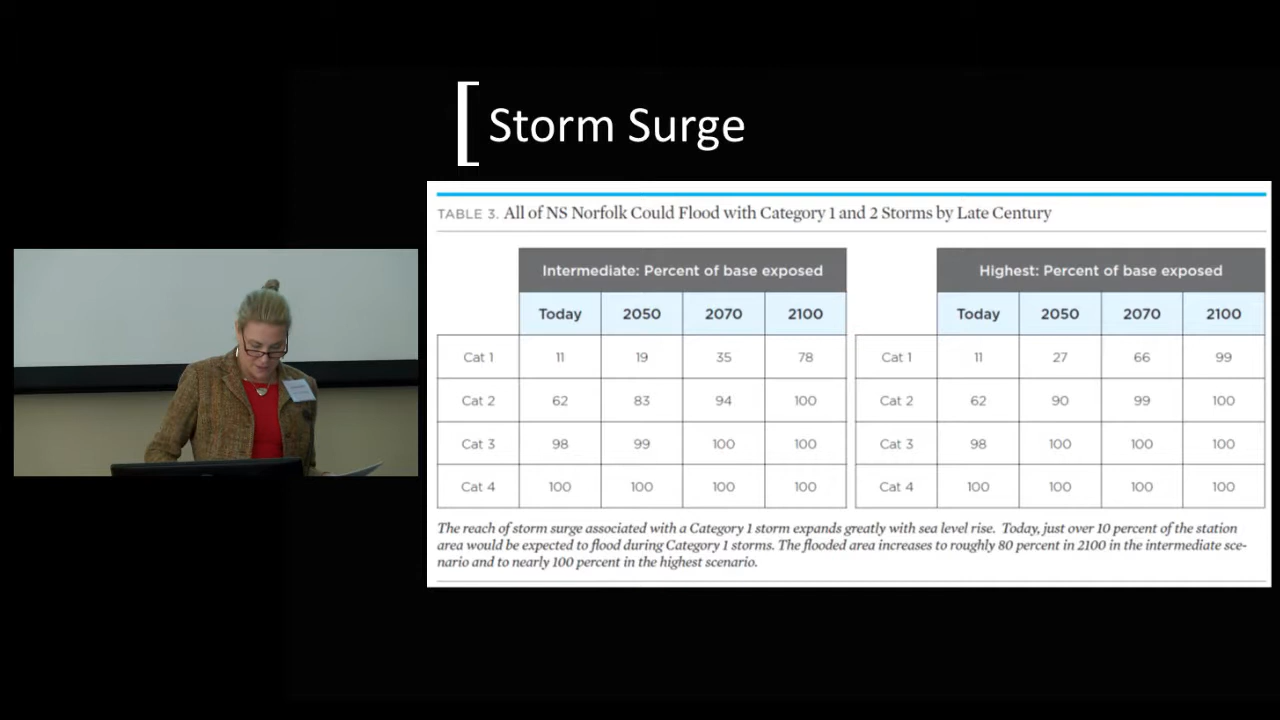 Storm Surge
TABLE 3. All of NS Norfolk Could Flood with Category 1 and 2 Storms by Late Century
Intermediate: Percent of base exposed
Today 2050 2070 2100
Cat 1 11 19 35 78
Cat 2 62 83 94 100
Cat 3 98 99 100 100
Cat 4 100 100 100 100
Highest: Percent of base exposed
Today 2050 2070 2100
Cat 1 11 27 66 99
Cat 2 62 90 99 100
Cat 3 98 100 100 100
Cat 4 100 100 100 100
The reach of storm surge associated with a Category 1 storm expands greatly with sea level rise. Today, just over 10 percent of the station
area would be expected to flood during Category 1 storms. The flooded area increases to roughly 80 percent in 2100 in the intermediate sce-
nario and to nearly 100 percent in the highest scenario.